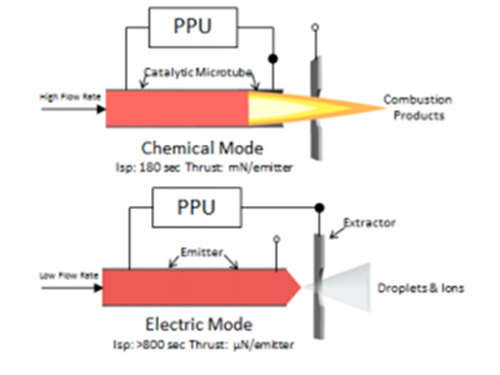 PPU
Catalytic Microtube
High Flow Rate
Combustion
Products
Chemical Mode
Isp: 180 sec Thrust: mN/emitter
PPU
Extractor
Emitter
Low Flow Rate
Droplets & Ions
Electric Mode
Isp: >800 sec Thrust: μN/emitter